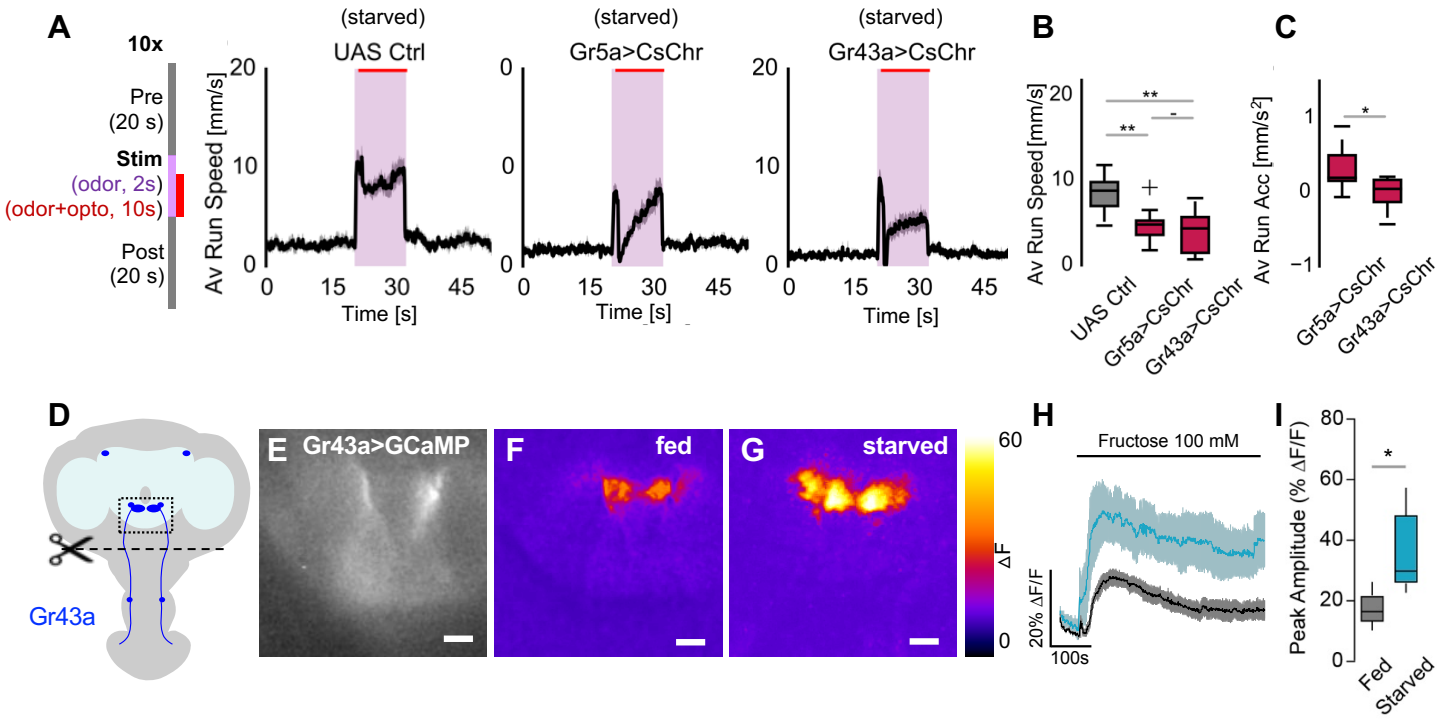 A
10x
Pre
(20 s)
Stim
(odor, 2s)
(odor+opto, 10s)
Post
(20 s)
(starved)
UAS Ctrl
Av Run Speed [mm/s]
20
10
0
0
15
30
45
Time [s]
(starved)
Gr5a>CsChr
0
0
0
0
15
30
45
Time [s]
(starved)
Gr43a>CsChr
20
10
0
0
15
30
45
Time [s]
B
Av Run Speed [mm/s]
20
10
0
**
-
**
UAS Ctrl
Gr5a>CsChr
Gr43a>CsChr
C
Av Run Acc [mm/s²]
1
0
−1
*
Gr5a>CsChr
Gr43a>CsChr
D
Gr43a
E
Gr43a>GCaMP
F
fed
G
starved
60
ΔF
0
H
Fructose 100 mM
20% ΔF/F
100s
I
Peak Amplitude (% ΔF/F)
80
60
40
20
0
*
Fed
Starved